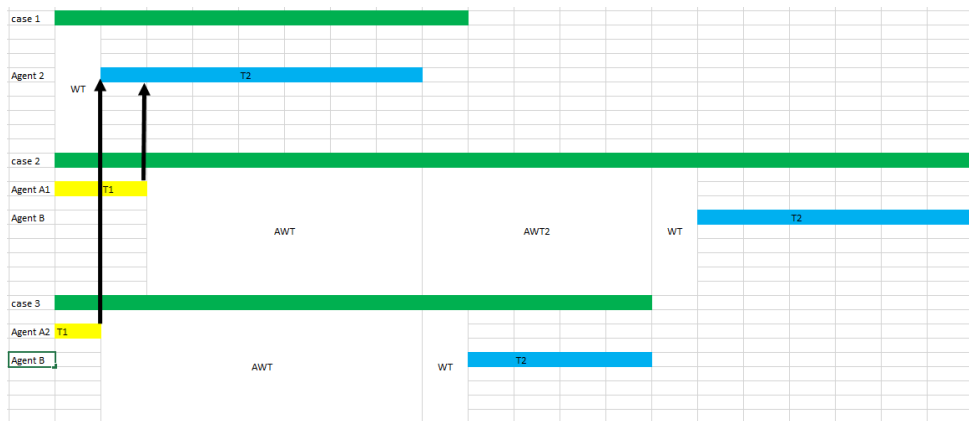 case 1
Agent 2
T2
WT
case 2
Agent A1
T1
Agent B
T2
AWT
AWT2
WT
case 3
Agent A2
T1
Agent B
T2
AWT
WT